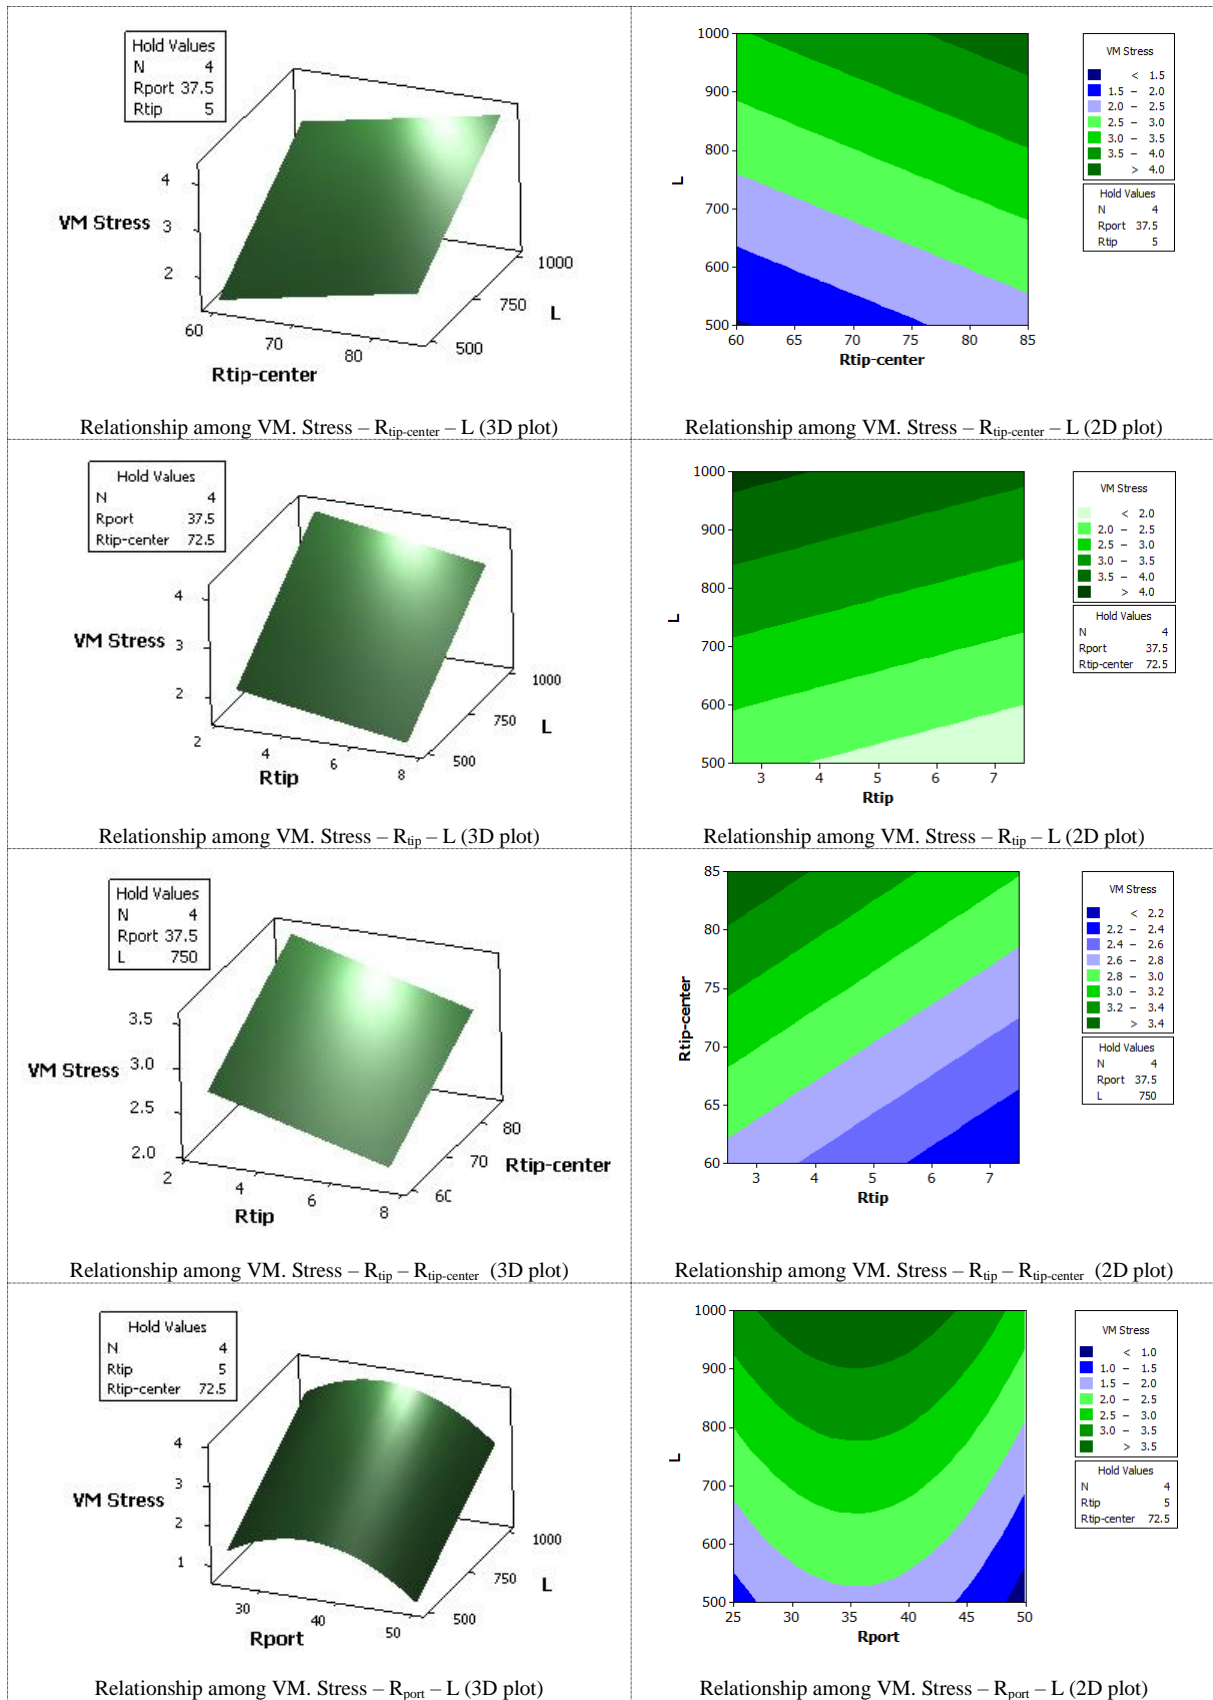 Hold Values
N 4
Rport 37.5
Rtip 5
4
3
2
VM Stress
60
70
80
Rtip-center
500
750
1000
L
Relationship among VM. Stress – Rtip-center – L (3D plot)
1000
900
800
700
600
500
L
60 65 70 75 80 85
Rtip-center
VM Stress
< 1.5
1.5 – 2.0
2.0 – 2.5
2.5 – 3.0
3.0 – 3.5
3.5 – 4.0
> 4.0
Hold Values
N 4
Rport 37.5
Rtip 5
Relationship among VM. Stress – Rtip-center – L (2D plot)
Hold Values
N 4
Rport 37.5
Rtip-center 72.5
4
3
2
VM Stress
2
4
6
8
Rtip
500
750
1000
L
Relationship among VM. Stress – Rtip – L (3D plot)
1000
900
800
700
600
500
L
3 4 5 6 7
Rtip
VM Stress
< 2.0
2.0 – 2.5
2.5 – 3.0
3.0 – 3.5
3.5 – 4.0
> 4.0
Hold Values
N 4
Rport 37.5
Rtip-center 72.5
Relationship among VM. Stress – Rtip – L (2D plot)
Hold Values
N 4
Rport 37.5
L 750
3.5
3.0
2.5
2.0
VM Stress
2
4
6
8
Rtip
60
70
80
Rtip-center
Relationship among VM. Stress – Rtip – Rtip-center (3D plot)
85
80
75
70
65
60
Rtip-center
3 4 5 6 7
Rtip
VM Stress
< 2.2
2.2 – 2.4
2.4 – 2.6
2.6 – 2.8
2.8 – 3.0
3.0 – 3.2
3.2 – 3.4
> 3.4
Hold Values
N 4
Rport 37.5
L 750
Relationship among VM. Stress – Rtip – Rtip-center (2D plot)
Hold Values
N 4
Rtip 5
Rtip-center 72.5
4
3
2
1
VM Stress
30
40
50
Rport
500
750
1000
L
Relationship among VM. Stress – Rport – L (3D plot)
1000
900
800
700
600
500
L
25 30 35 40 45 50
Rport
VM Stress
< 1.0
1.0 – 1.5
1.5 – 2.0
2.0 – 2.5
2.5 – 3.0
3.0 – 3.5
> 3.5
Hold Values
N 4
Rtip 5
Rtip-center 72.5
Relationship among VM. Stress – Rport – L (2D plot)